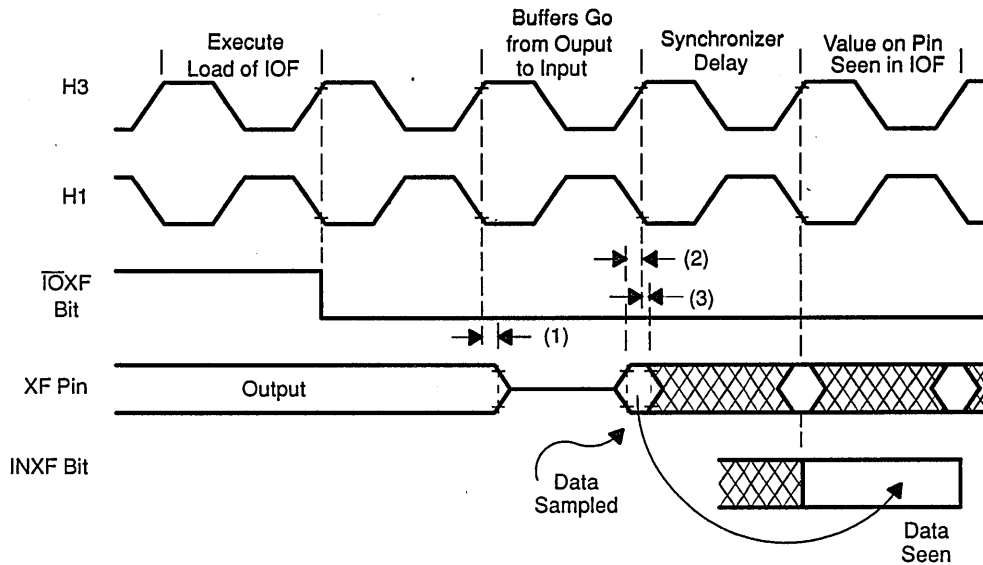 Execute
Load of IOF
Buffers Go
from Ouput
to Input
Synchronizer
Delay
Value on Pin
Seen in IOF
H3
H1
(2)
(3)
IOXF
Bit
(1)
XF Pin
Output
INXF Bit
Data
Sampled
Data
Seen